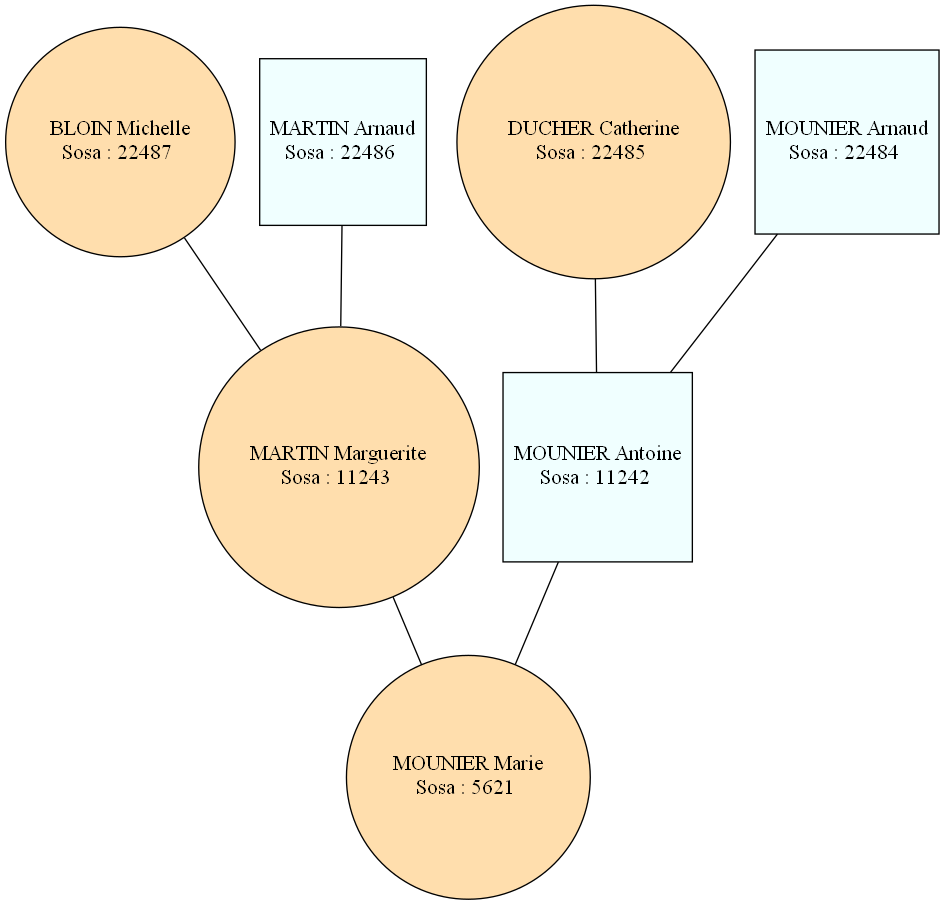 BLOIN Michelle
Sosa : 22487
MARTIN Arnaud
Sosa : 22486
DUCHER Catherine
Sosa : 22485
MOUNIER Arnaud
Sosa : 22484
MARTIN Marguerite
Sosa : 11243
MOUNIER Antoine
Sosa : 11242
MOUNIER Marie
Sosa : 5621